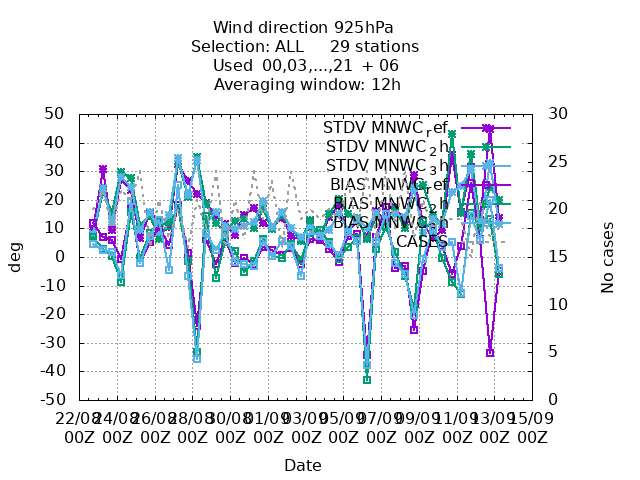 Wind direction 925hPa
Selection: ALL 29 stations
Used 00,03,...,21 + 06
Averaging window: 12h
50 30
STDV MNWC_ref
40
STDV MNWC_2h
25
STDV MNWC_3h
30
BIAS MNWC_ref
20 20
BIAS MNWC_2h
BIAS MNWC_3h
10
CASES
0 15
-10
-20 10
-30
5
-40
-50 0
deg
No cases
22/08 24/08 26/08 28/08 30/08 01/09 03/09 05/09 07/09 09/09 11/09 13/09 15/09
00Z 00Z 00Z 00Z 00Z 00Z 00Z 00Z 00Z 00Z 00Z 00Z 00Z
Date